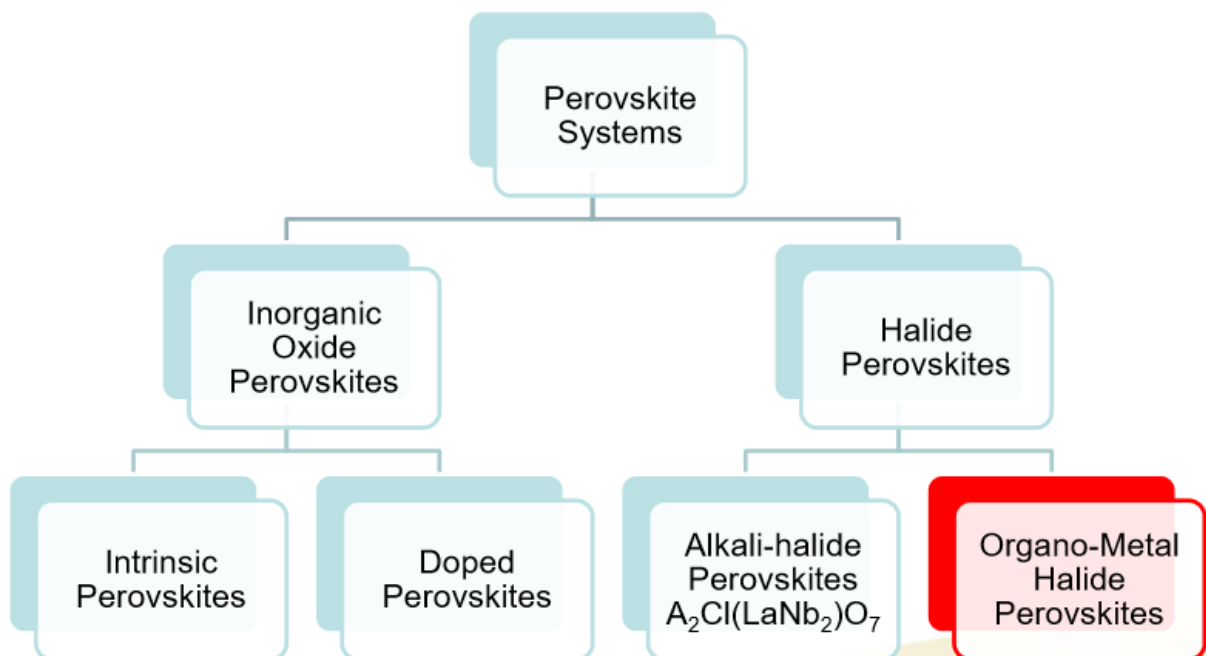 Perovskite
Systems
Inorganic
Oxide
Perovskites
Halide
Perovskites
Intrinsic
Perovskites
Doped
Perovskites
Alkali-halide
Perovskites
A₂Cl(LaNb₂)O₇
Organo-Metal
Halide
Perovskites